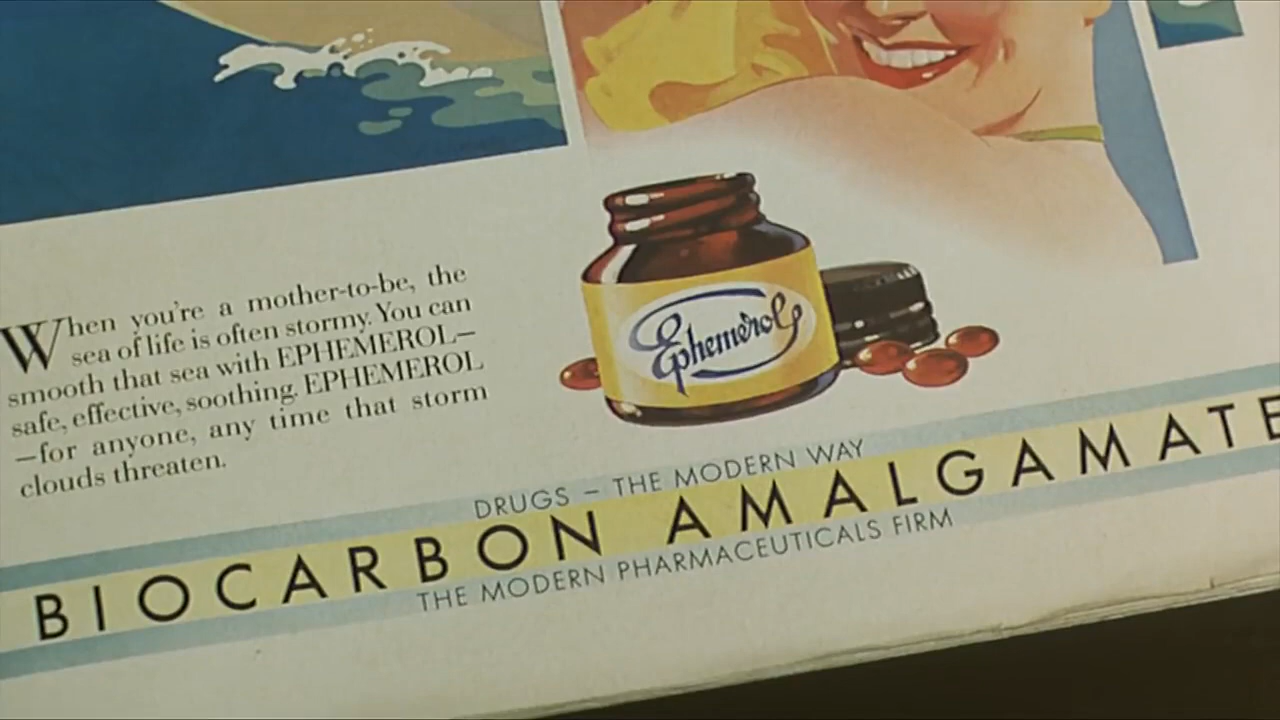 When you're a mother-to-be, the
sea of life is often stormy. You can
smooth that sea with EPHEMEROL—
safe, effective, soothing. EPHEMEROL
—for anyone, any time that storm
clouds threaten.
Ephemerol
DRUGS – THE MODERN WAY
BIOCARBON AMALGAMATE
THE MODERN PHARMACEUTICALS FIRM